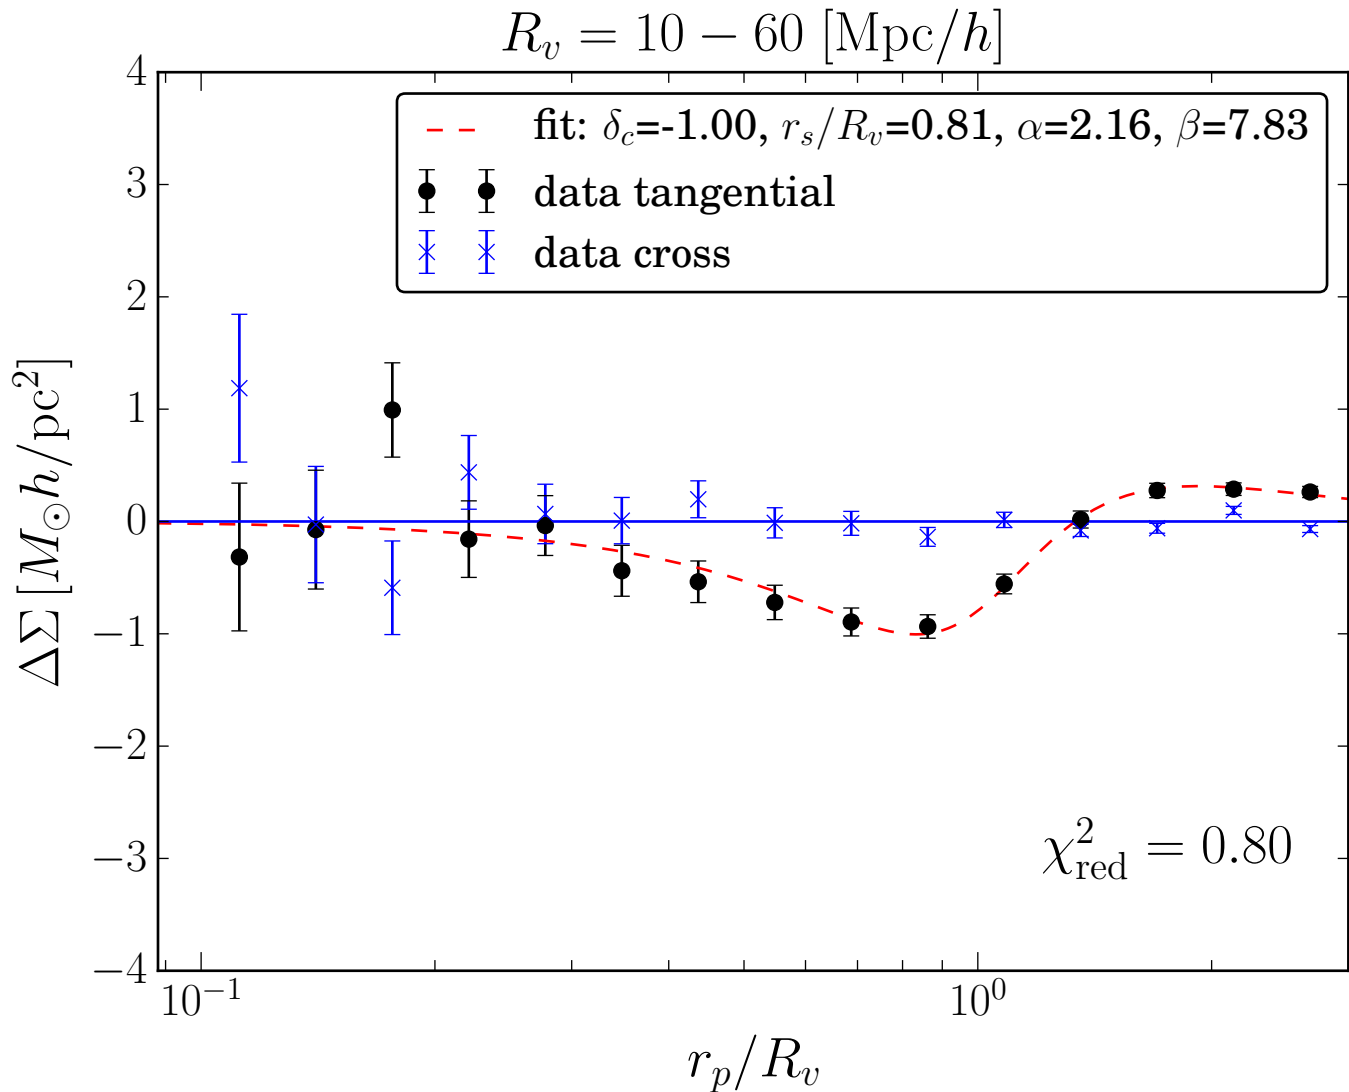 R_v = 10 − 60 [Mpc/h]
fit: δ_c=-1.00, r_s/R_v=0.81, α=2.16, β=7.83
data tangential
data cross
4
3
2
1
0
−1
−2
−3
−4
ΔΣ [M_⊙h/pc²]
χ²_red = 0.80
10⁻¹
10⁰
r_p/R_v